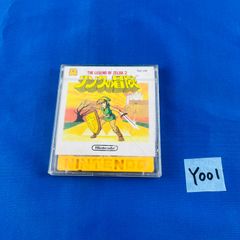 THE LEGEND OF ZELDA 2
リンクの冒険
Nintendo
NINTENDO
Y001